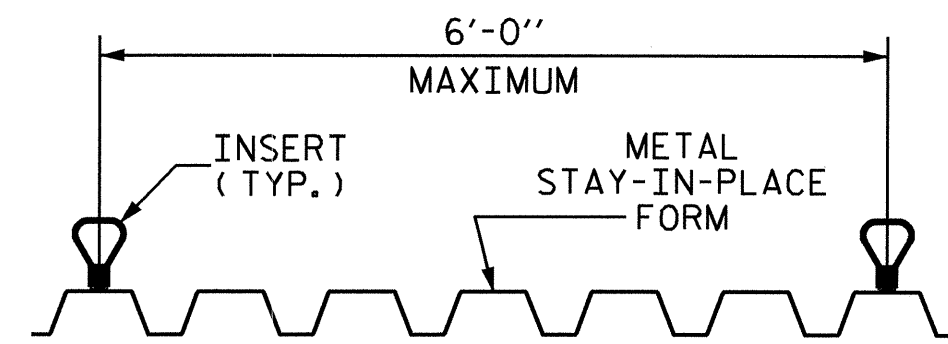 6'-0"
MAXIMUM
INSERT
(TYP.)
METAL
STAY-IN-PLACE
FORM